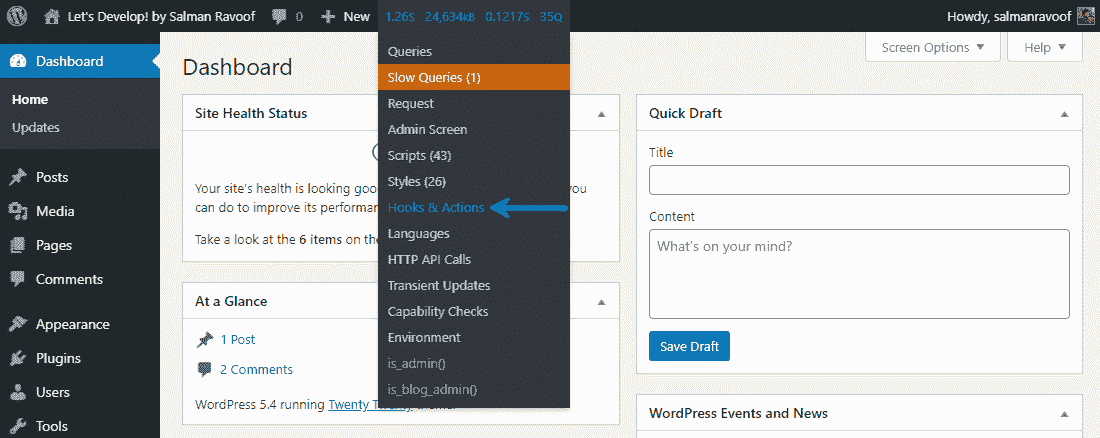 Let's Develop! by Salman Ravoof 0 New 1.26S 24,634kB 0.1217S 35Q Howdy, salmanravoof
Dashboard
Home
Updates
Posts
Media
Pages
Comments
Appearance
Plugins
Users
Tools
Queries
Slow Queries (1)
Request
Admin Screen
Scripts (43)
Styles (26)
Hooks & Actions
Languages
HTTP API Calls
Transient Updates
Capability Checks
Environment
is_admin()
is_blog_admin()
Screen Options Help
Dashboard
Site Health Status
Your site's health is looking goo you
can do to improve its performan
Take a look at the 6 items on the
At a Glance
1 Post
2 Comments
WordPress 5.4 running Twenty Twenty
Quick Draft
Title
Content
What's on your mind?
Save Draft
WordPress Events and News